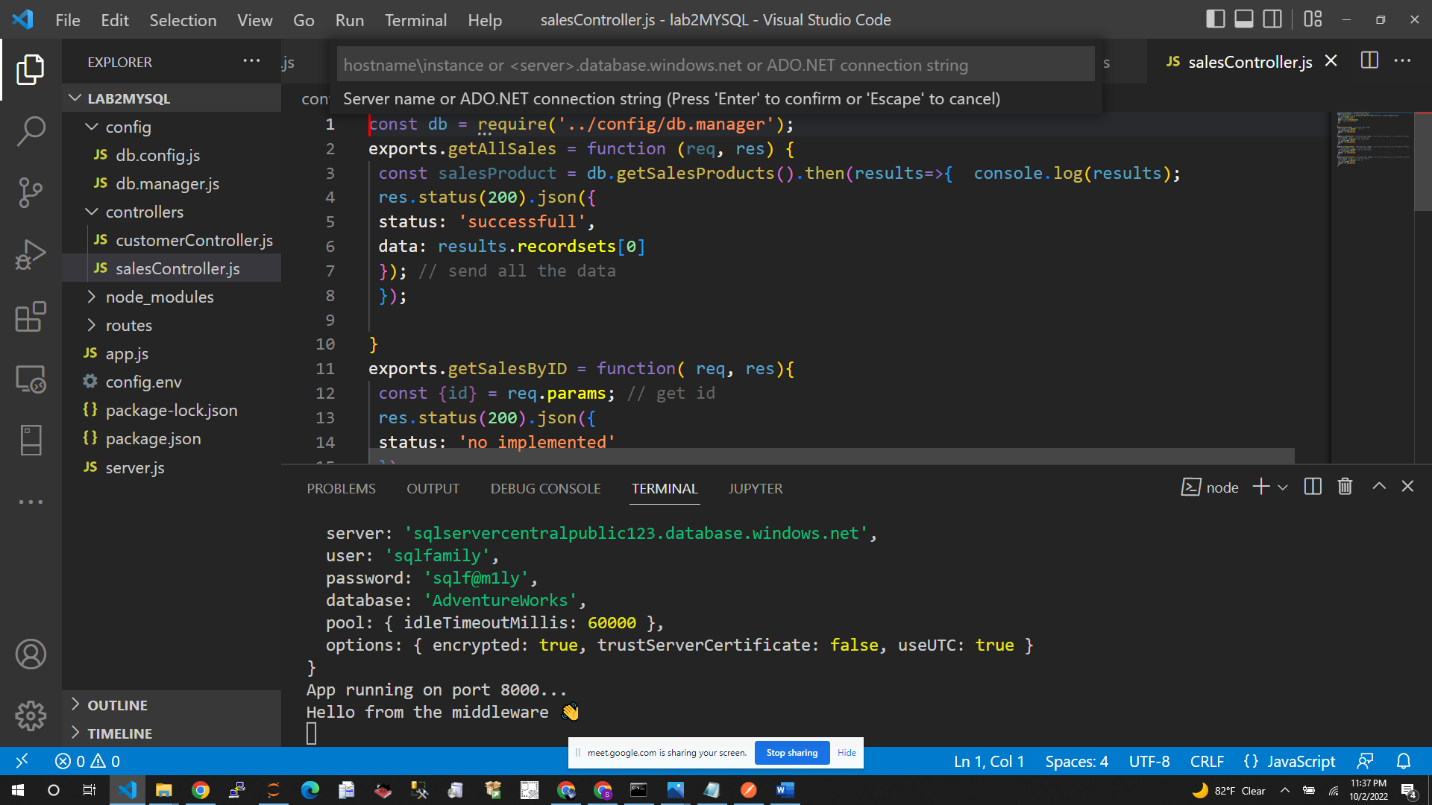 File Edit Selection View Go Run Terminal Help salesController.js - lab2MYSQL - Visual Studio Code
hostname\instance or <server>.database.windows.net or ADO.NET connection string
Server name or ADO.NET connection string (Press 'Enter' to confirm or 'Escape' to cancel)
EXPLORER
.js
s
JS salesController.js
LAB2MYSQL
config
JS db.config.js
JS db.manager.js
controllers
JS customerController.js
JS salesController.js
node_modules
routes
JS app.js
config.env
{} package-lock.json
{} package.json
JS server.js
OUTLINE
TIMELINE
con
1 const db = require('../config/db.manager');
2 exports.getAllSales = function (req, res) {
3 const salesProduct = db.getSalesProducts().then(results=>{  console.log(results);
4 res.status(200).json({
5 status: 'successfull',
6 data: results.recordsets[0]
7 }); // send all the data
8 });
9
10 }
11 exports.getSalesByID = function( req, res){
12 const {id} = req.params; // get id
13 res.status(200).json({
14 status: 'no implemented'
PROBLEMS OUTPUT DEBUG CONSOLE TERMINAL JUPYTER node
server: 'sqlservercentralpublic123.database.windows.net',
user: 'sqlfamily',
password: 'sqlf@m1ly',
database: 'AdventureWorks',
pool: { idleTimeoutMillis: 60000 },
options: { encrypted: true, trustServerCertificate: false, useUTC: true }
}
App running on port 8000...
Hello from the middleware 👋
meet.google.com is sharing your screen. Stop sharing Hide
0 0 Ln 1, Col 1 Spaces: 4 UTF-8 CRLF {} JavaScript
82°F Clear 11:37 PM
10/2/2022 4